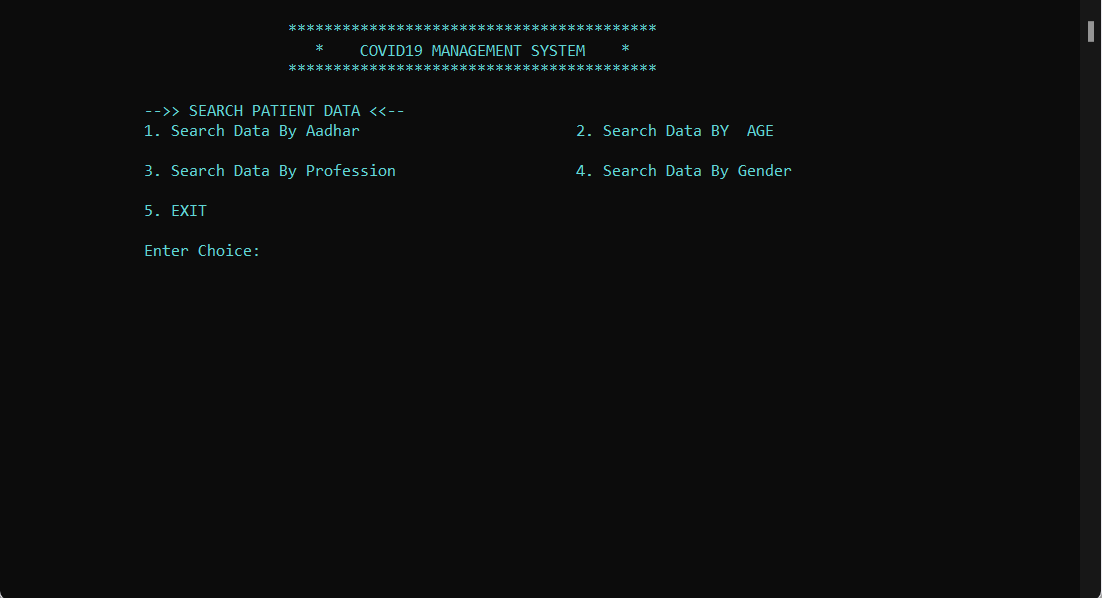 *****************************************
* COVID19 MANAGEMENT SYSTEM *
*****************************************
-->> SEARCH PATIENT DATA <<--
1. Search Data By Aadhar 2. Search Data BY AGE
3. Search Data By Profession 4. Search Data By Gender
5. EXIT
Enter Choice: